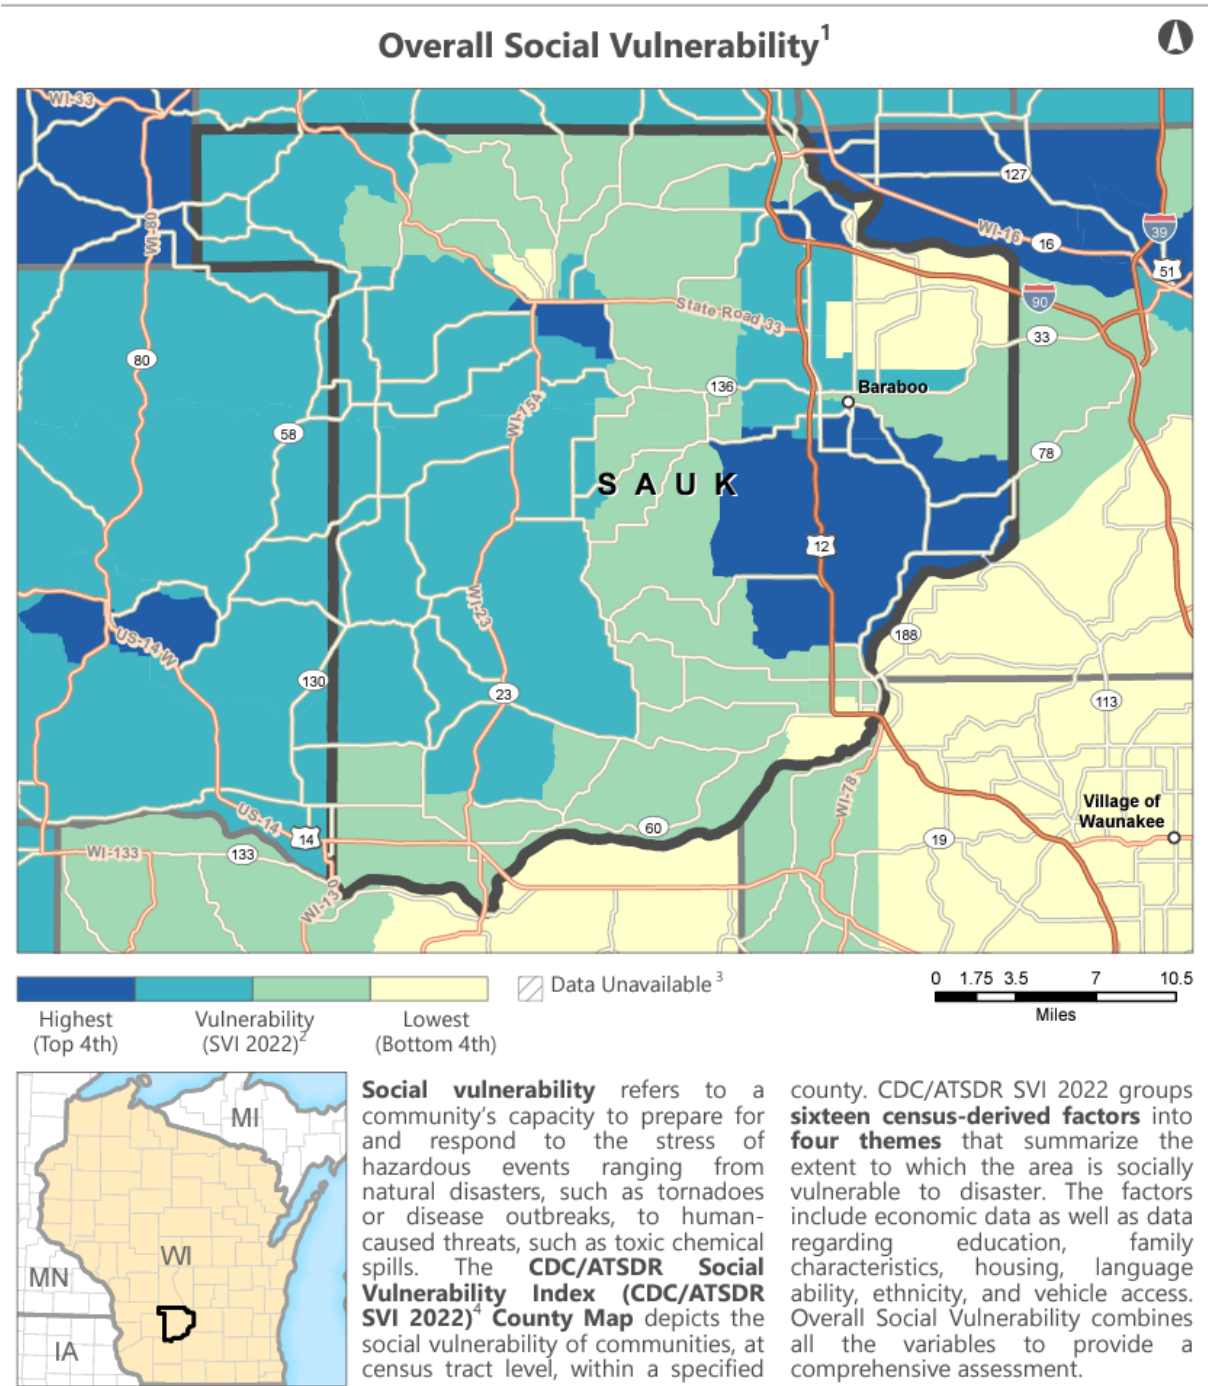 Overall Social Vulnerability1
WI-33
127
WI-80
WI-16
16
39
51
90
State Road 33
33
80
136
Baraboo
WI-154
58
78
SAUK
12
WI-23
US-14 W
188
130
23
113
WI-78
Village of
Waunakee
US-14
14
60
19
WI-133
133
WI-130
Highest
(Top 4th)
Vulnerability
(SVI 2022)2
Lowest
(Bottom 4th)
Data Unavailable3
0 1.75 3.5 7 10.5
Miles
MI
WI
MN
IA
Social vulnerability refers to a
community's capacity to prepare for
and respond to the stress of
hazardous events ranging from
natural disasters, such as tornadoes
or disease outbreaks, to human-
caused threats, such as toxic chemical
spills. The CDC/ATSDR Social
Vulnerability Index (CDC/ATSDR
SVI 2022)4 County Map depicts the
social vulnerability of communities, at
census tract level, within a specified
county. CDC/ATSDR SVI 2022 groups
sixteen census-derived factors into
four themes that summarize the
extent to which the area is socially
vulnerable to disaster. The factors
include economic data as well as data
regarding education, family
characteristics, housing, language
ability, ethnicity, and vehicle access.
Overall Social Vulnerability combines
all the variables to provide a
comprehensive assessment.